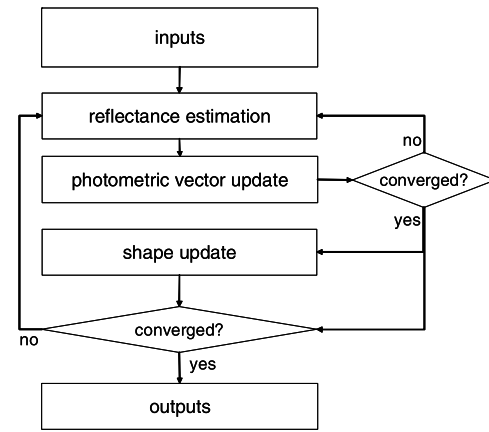 inputs
reflectance estimation
no
photometric vector update
converged?
yes
shape update
converged?
no
yes
outputs